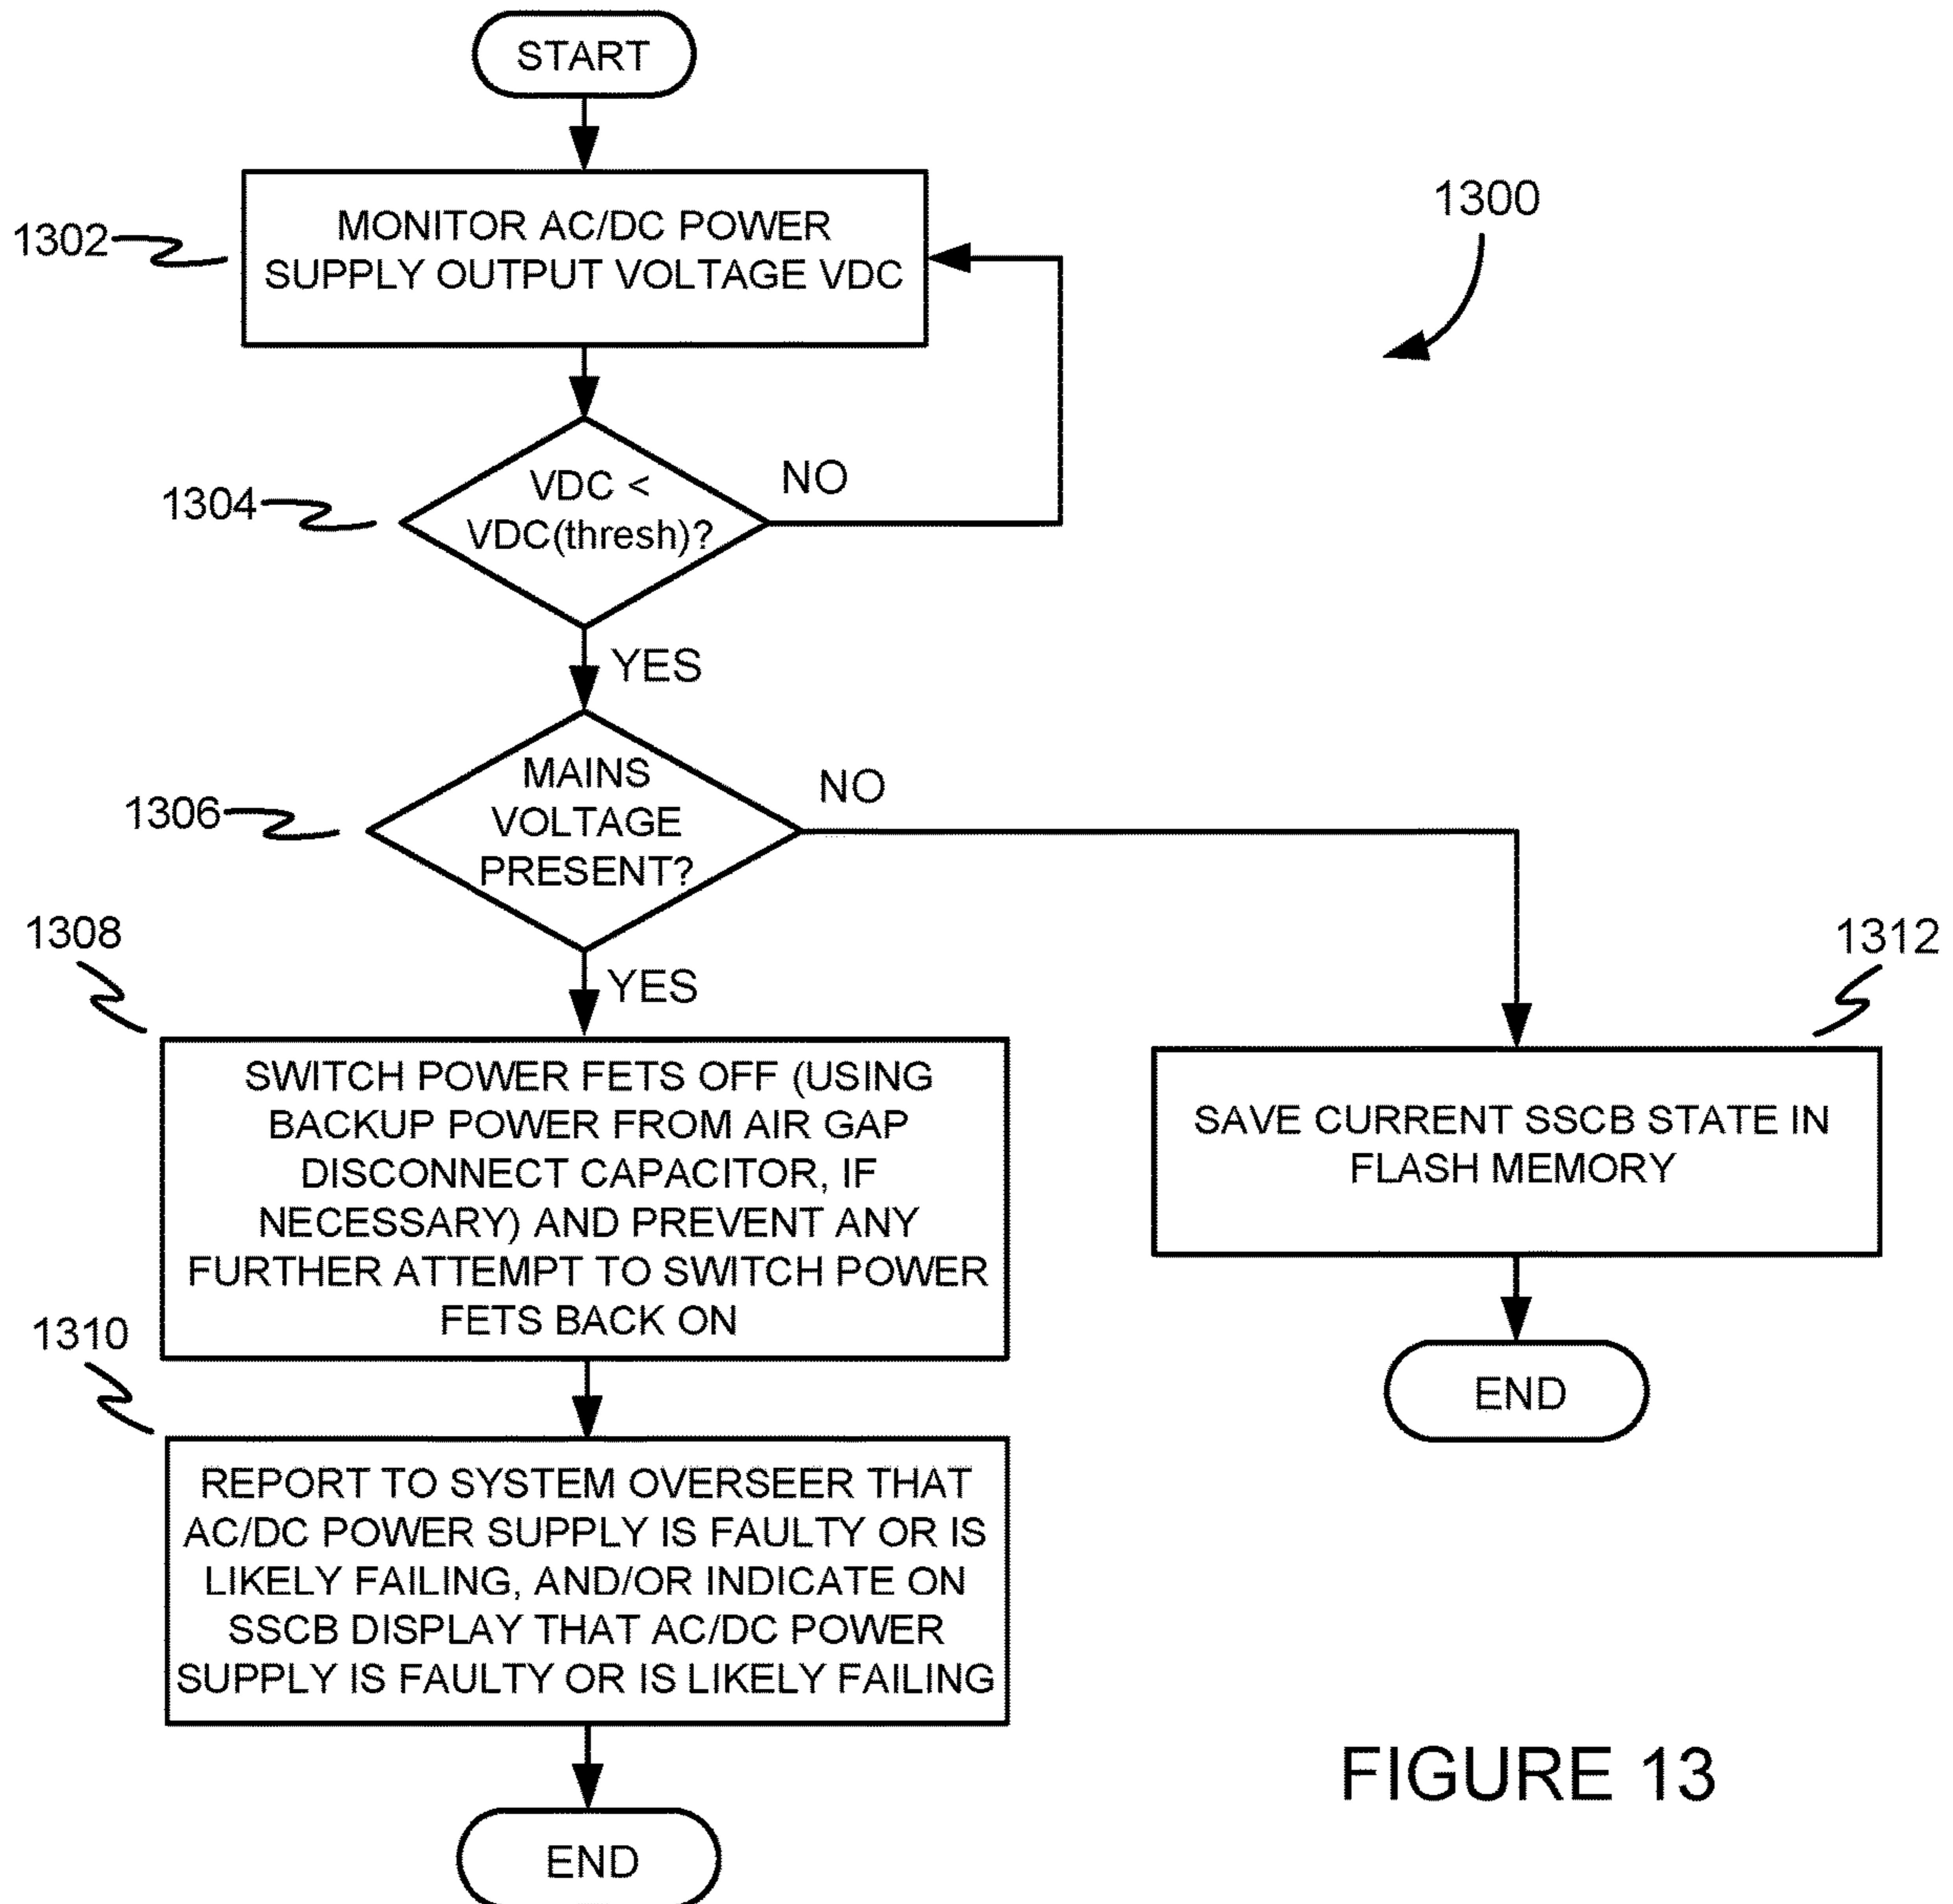 START
1302
MONITOR AC/DC POWER
SUPPLY OUTPUT VOLTAGE VDC
1300
1304
VDC <
VDC(thresh)?
NO
YES
1306
MAINS
VOLTAGE
PRESENT?
NO
YES
1308
SWITCH POWER FETS OFF (USING
BACKUP POWER FROM AIR GAP
DISCONNECT CAPACITOR, IF
NECESSARY) AND PREVENT ANY
FURTHER ATTEMPT TO SWITCH POWER
FETS BACK ON
1312
SAVE CURRENT SSCB STATE IN
FLASH MEMORY
END
1310
REPORT TO SYSTEM OVERSEER THAT
AC/DC POWER SUPPLY IS FAULTY OR IS
LIKELY FAILING, AND/OR INDICATE ON
SSCB DISPLAY THAT AC/DC POWER
SUPPLY IS FAULTY OR IS LIKELY FAILING
END
FIGURE 13